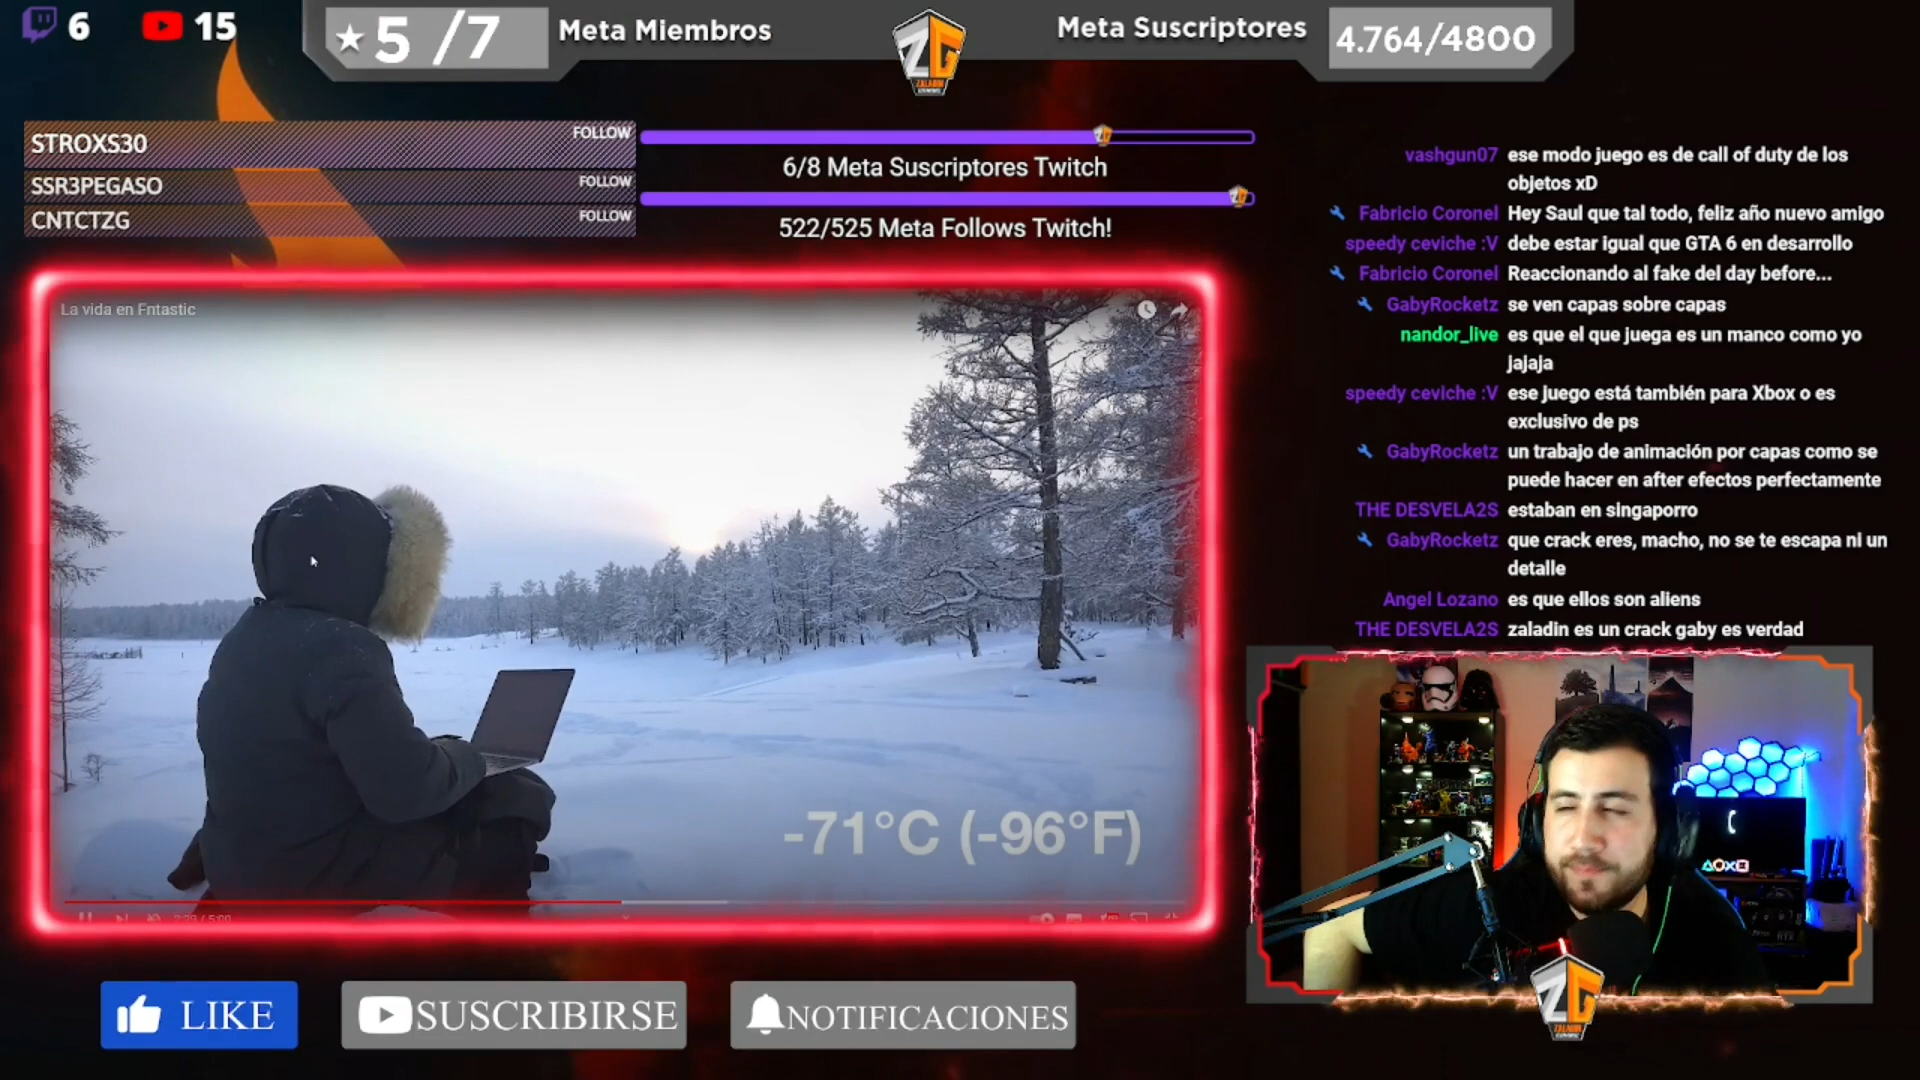 6
15
5 /7
Meta Miembros
ZG
ZALADIN
Meta Suscriptores
4.764/4800
STROXS30
FOLLOW
SSR3PEGASO
FOLLOW
CNTCTZG
FOLLOW
6/8 Meta Suscriptores Twitch
522/525 Meta Follows Twitch!
La vida en Fntastic
-71°C (-96°F)
2:29 / 5:00
vashgun07 ese modo juego es de call of duty de los
objetos xD
Fabricio Coronel Hey Saul que tal todo, feliz año nuevo amigo
speedy ceviche :V debe estar igual que GTA 6 en desarrollo
Fabricio Coronel Reaccionando al fake del day before...
GabyRocketz se ven capas sobre capas
nandor_live es que el que juega es un manco como yo
jajaja
speedy ceviche :V ese juego está también para Xbox o es
exclusivo de ps
GabyRocketz un trabajo de animación por capas como se
puede hacer en after efectos perfectamente
THE DESVELA2S estaban en singaporro
GabyRocketz que crack eres, macho, no se te escapa ni un
detalle
Angel Lozano es que ellos son aliens
THE DESVELA2S zaladin es un crack gaby es verdad
ZG
ZALADIN
LIKE
SUSCRIBIRSE
NOTIFICACIONES